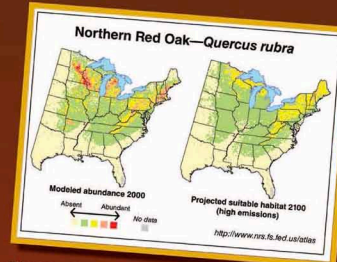 Northern Red Oak—Quercus rubra
Modeled abundance 2000
Absent Abundant
No data
Projected suitable habitat 2100
(high emissions)
http://www.nrs.fs.fed.us/atlas